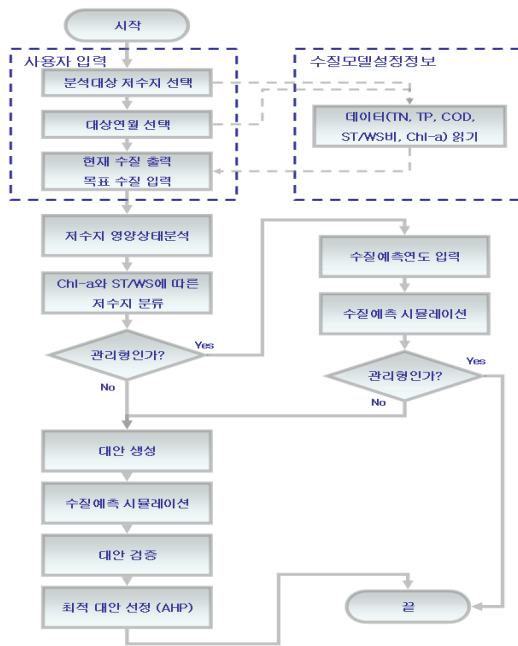 시작
사용자 입력
수질모델설정정보
분석대상 저수지 선택
대상연월 선택
데이터(TN, TP, COD,
ST/WS비, Chl-a) 읽기
현재 수질 출력
목표 수질 입력
저수지 영양상태분석
수질예측연도 입력
Chl-a와 ST/WS에 따른
저수지 분류
수질예측 시뮬레이션
관리형인가?
Yes
No
관리형인가?
Yes
No
대안 생성
수질예측 시뮬레이션
대안 검증
최적 대안 선정 (AHP)
끝